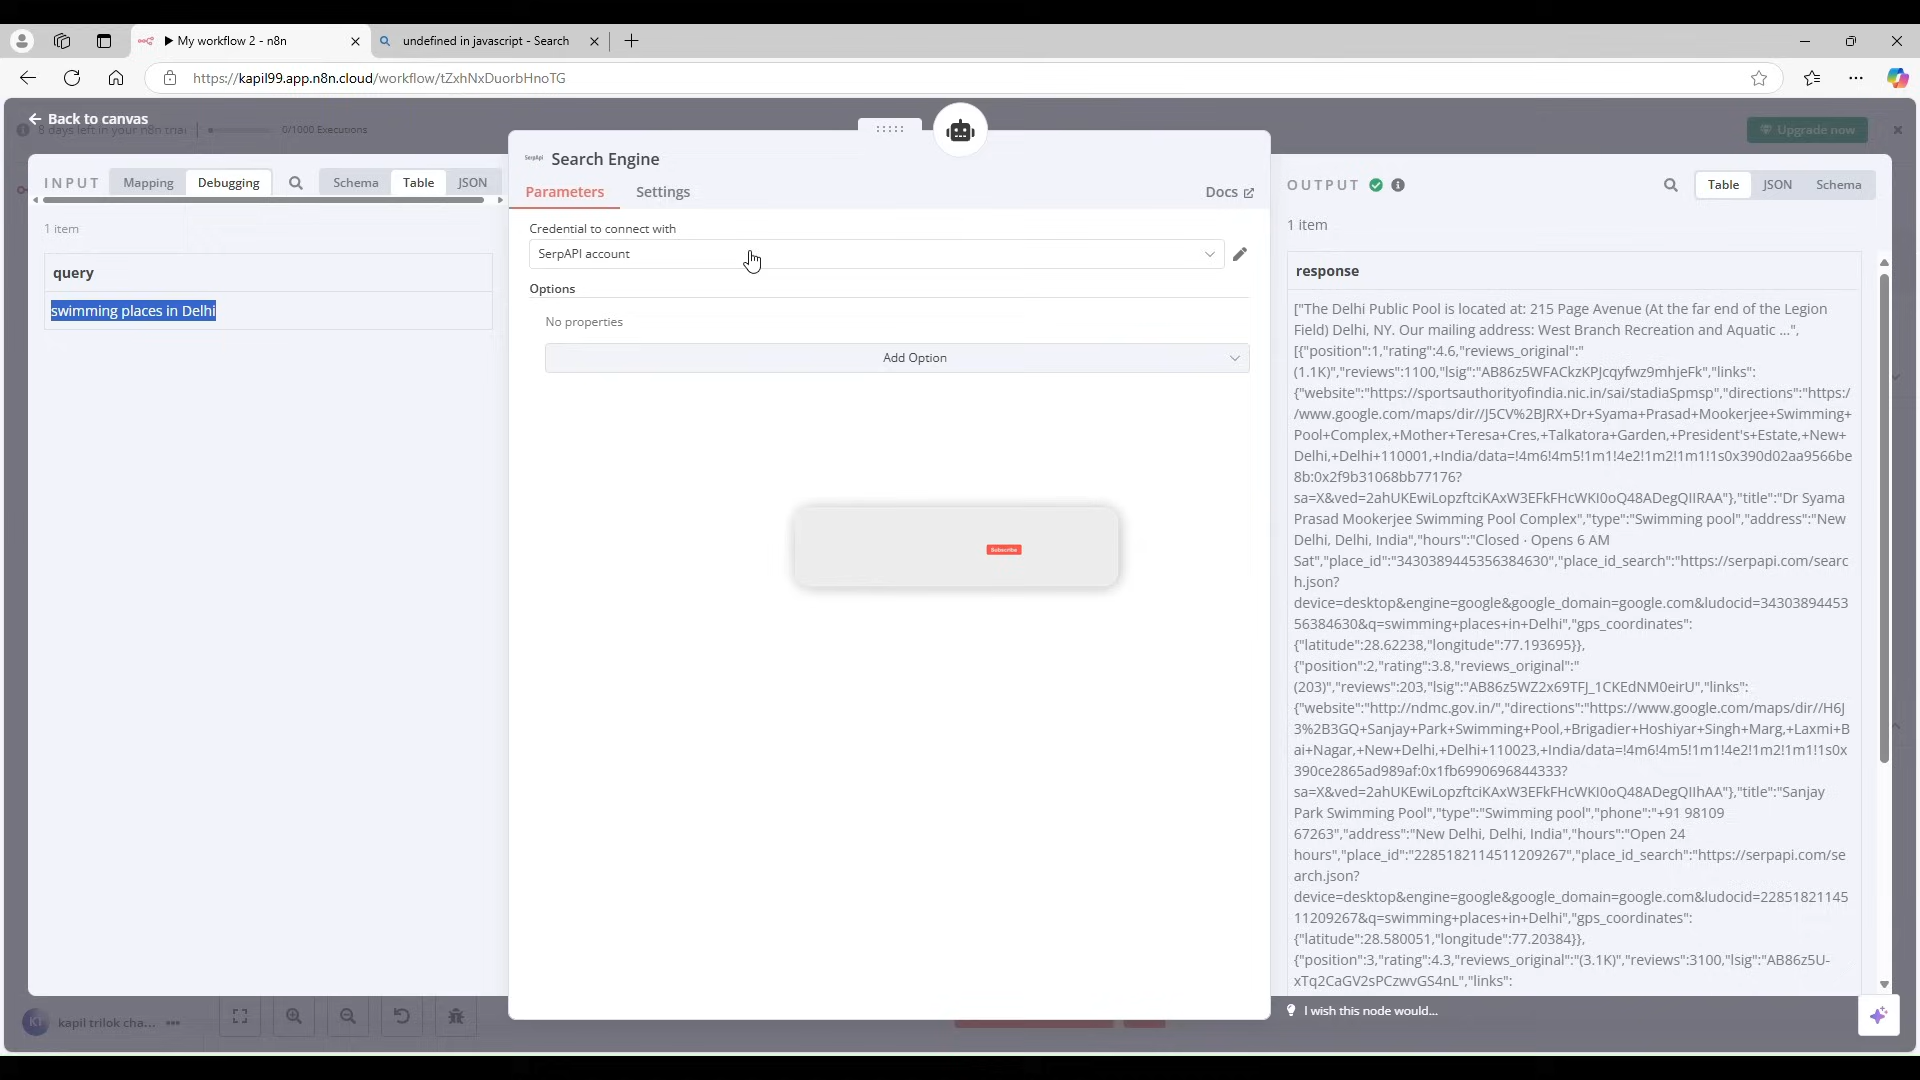 My workflow 2 - n8n
undefined in javascript - Search
https://kapil99.app.n8n.cloud/workflow/tZxhNxDuorbHnoTG
Back to canvas
8 days left in your n8n trial
0/1000 Executions
Upgrade now
INPUT
Mapping
Debugging
Schema
Table
JSON
1 item
query
swimming places in Delhi
SerpApi
Search Engine
Parameters
Settings
Docs
Credential to connect with
SerpAPI account
Options
No properties
Add Option
Subscribe
OUTPUT
Table
JSON
Schema
1 item
response
["The Delhi Public Pool is located at: 215 Page Avenue (At the far end of the Legion
Field) Delhi, NY. Our mailing address: West Branch Recreation and Aquatic ...",
[{"position":1,"rating":4.6,"reviews_original":"
(1.1K)","reviews":1100,"lsig":"AB86z5WFACkzKPJcqyfwz9mhjeFk","links":
{"website":"https://sportsauthorityofindia.nic.in/sai/stadiaSpmsp","directions":"https:/
/www.google.com/maps/dir//J5CV%2BJRX+Dr+Syama+Prasad+Mookerjee+Swimming+
Pool+Complex,+Mother+Teresa+Cres,+Talkatora+Garden,+President's+Estate,+New+
Delhi,+Delhi+110001,+India/data=!4m6!4m5!1m1!4e2!1m2!1m1!1s0x390d02aa9566be
8b:0x2f9b31068bb77176?
sa=X&ved=2ahUKEwiLopzftciKAxW3EFkFHcWKI0oQ48ADegQIIRAA"},"title":"Dr Syama
Prasad Mookerjee Swimming Pool Complex","type":"Swimming pool","address":"New
Delhi, Delhi, India","hours":"Closed · Opens 6 AM
Sat","place_id":"3430389445356384630","place_id_search":"https://serpapi.com/searc
h.json?
device=desktop&engine=google&google_domain=google.com&ludocid=34303894453
56384630&q=swimming+places+in+Delhi","gps_coordinates":
{"latitude":28.62238,"longitude":77.193695}},
{"position":2,"rating":3.8,"reviews_original":"
(203)","reviews":203,"lsig":"AB86z5WZ2x69TFJ_1CKEdNM0eirU","links":
{"website":"http://ndmc.gov.in/","directions":"https://www.google.com/maps/dir//H6J
3%2B3GQ+Sanjay+Park+Swimming+Pool,+Brigadier+Hoshiyar+Singh+Marg,+Laxmi+B
ai+Nagar,+New+Delhi,+Delhi+110023,+India/data=!4m6!4m5!1m1!4e2!1m2!1m1!1s0x
390ce2865ad989af:0x1fb6990696844333?
sa=X&ved=2ahUKEwiLopzftciKAxW3EFkFHcWKI0oQ48ADegQIIhAA"},"title":"Sanjay
Park Swimming Pool","type":"Swimming pool","phone":"+91 98109
67263","address":"New Delhi, Delhi, India","hours":"Open 24
hours","place_id":"2285182114511209267","place_id_search":"https://serpapi.com/se
arch.json?
device=desktop&engine=google&google_domain=google.com&ludocid=22851821145
11209267&q=swimming+places+in+Delhi","gps_coordinates":
{"latitude":28.580051,"longitude":77.20384}},
{"position":3,"rating":4.3,"reviews_original":"(3.1K)","reviews":3100,"lsig":"AB86z5U-
xTq2CaGV2sPCzwvGS4nL","links":
KT
kapil trilok cha...
I wish this node would...